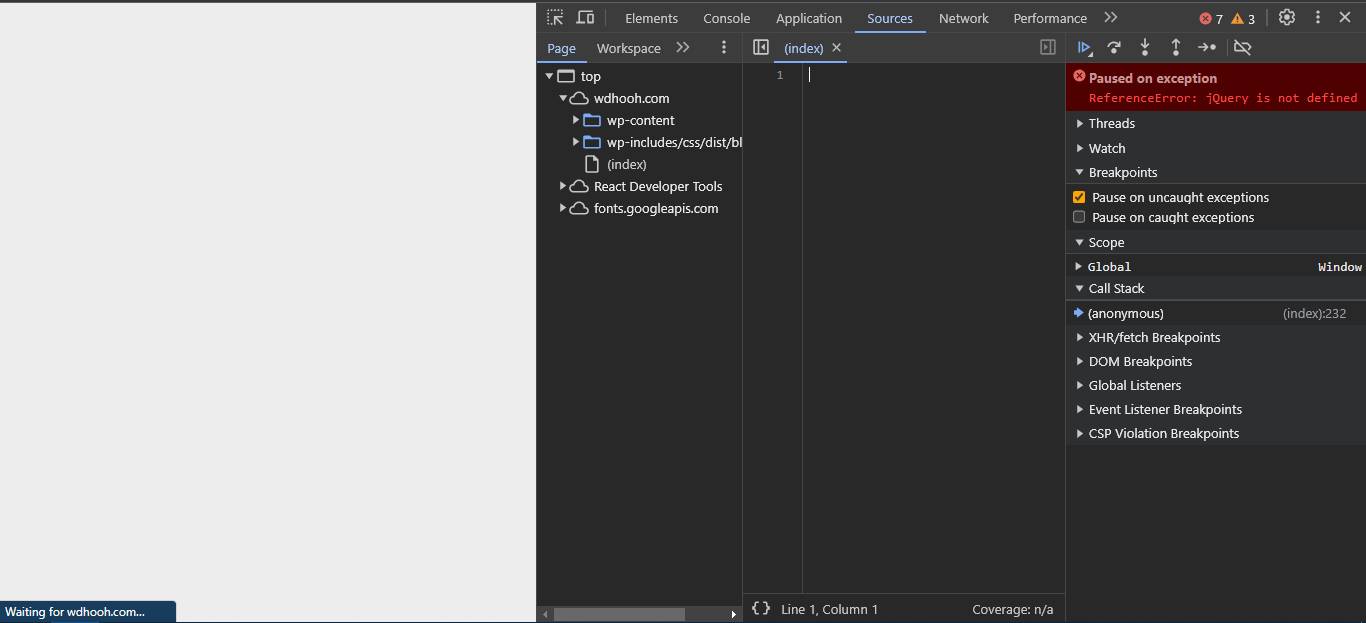 Elements Console Application Sources Network Performance 7 3
Page Workspace
(index)
top
wdhooh.com
wp-content
wp-includes/css/dist/bl
(index)
React Developer Tools
fonts.googleapis.com
1
Line 1, Column 1 Coverage: n/a
Paused on exception
ReferenceError: jQuery is not defined
Threads
Watch
Breakpoints
Pause on uncaught exceptions
Pause on caught exceptions
Scope
Global Window
Call Stack
(anonymous) (index):232
XHR/fetch Breakpoints
DOM Breakpoints
Global Listeners
Event Listener Breakpoints
CSP Violation Breakpoints
Waiting for wdhooh.com...